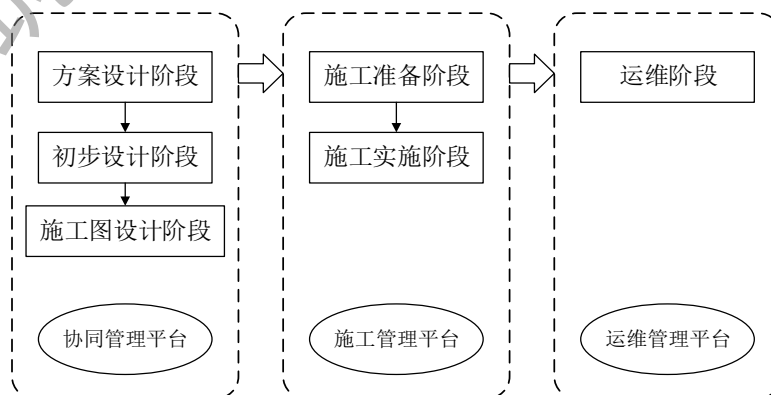 方案设计阶段
初步设计阶段
施工图设计阶段
协同管理平台
施工准备阶段
施工实施阶段
施工管理平台
运维阶段
运维管理平台